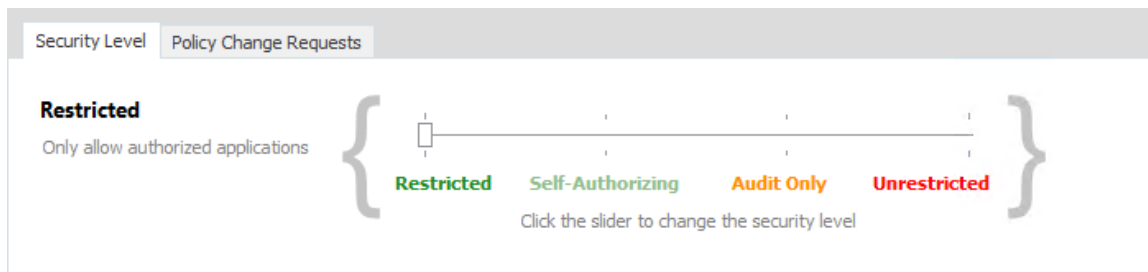 Security Level Policy Change Requests
Restricted
Only allow authorized applications
Restricted Self-Authorizing Audit Only Unrestricted
Click the slider to change the security level